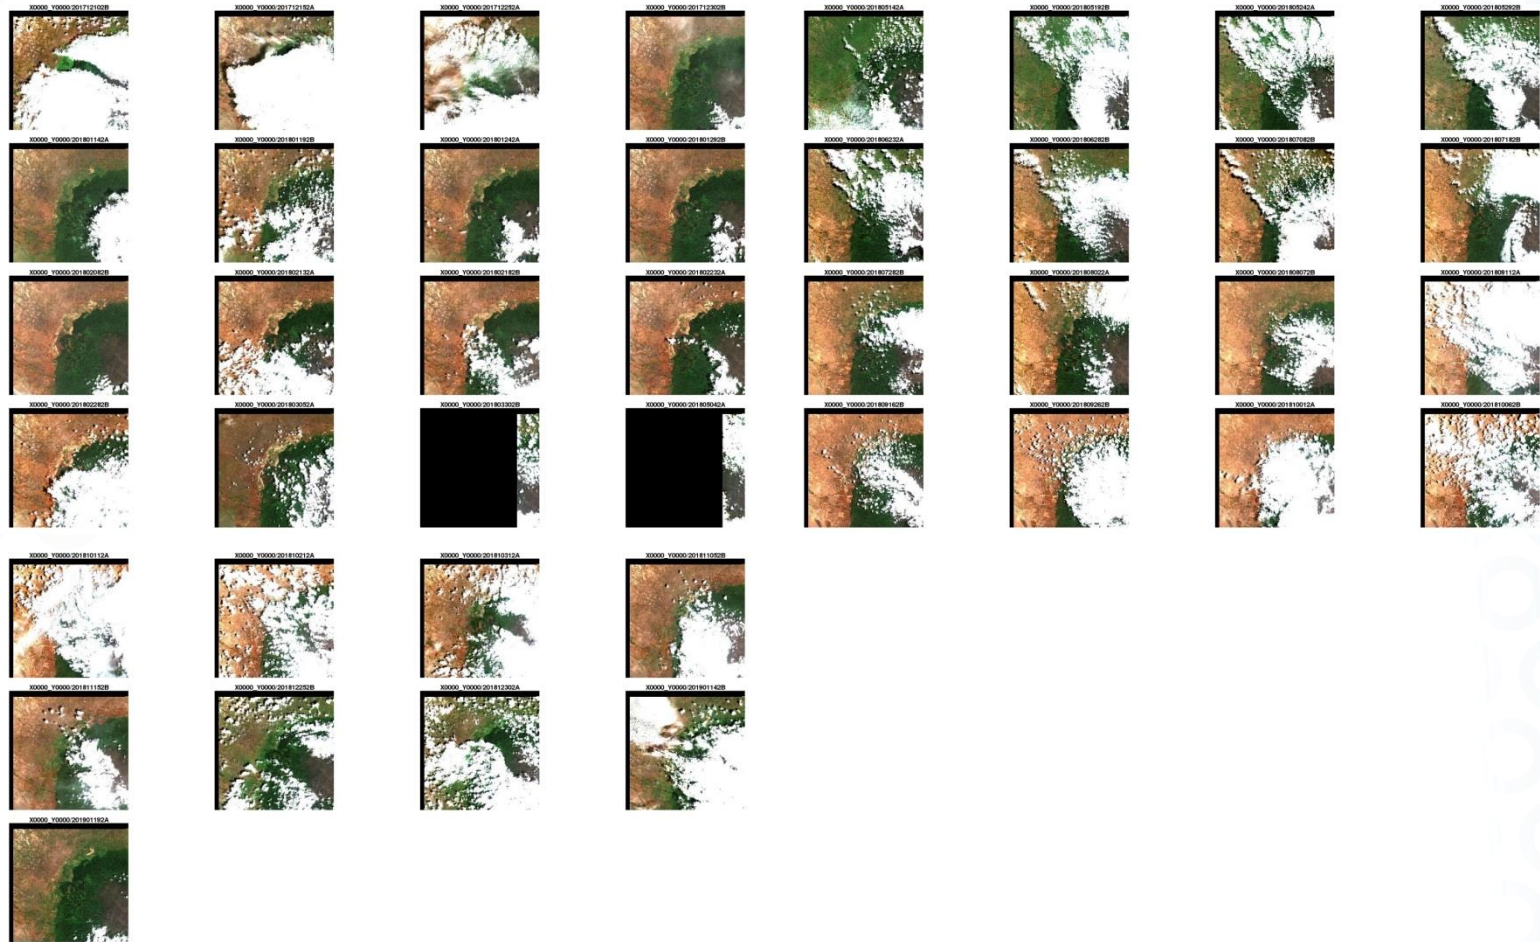 X0000_Y0000/201712102B
X0000_Y0000/201712152A
X0000_Y0000/201712252A
X0000_Y0000/201712302B
X0000_Y0000/201805142A
X0000_Y0000/201805192B
X0000_Y0000/201805242A
X0000_Y0000/201805292B
X0000_Y0000/201801142A
X0000_Y0000/201801192B
X0000_Y0000/201801242A
X0000_Y0000/201801292B
X0000_Y0000/201806232A
X0000_Y0000/201806282B
X0000_Y0000/201807082B
X0000_Y0000/201807182B
X0000_Y0000/201802082B
X0000_Y0000/201802132A
X0000_Y0000/201802182B
X0000_Y0000/201802232A
X0000_Y0000/201807282B
X0000_Y0000/201808022A
X0000_Y0000/201808072B
X0000_Y0000/201809112A
X0000_Y0000/201802282B
X0000_Y0000/201803052A
X0000_Y0000/201803302B
X0000_Y0000/201805042A
X0000_Y0000/201809162B
X0000_Y0000/201809262B
X0000_Y0000/201810012A
X0000_Y0000/201810062B
X0000_Y0000/201810112A
X0000_Y0000/201810212A
X0000_Y0000/201810312A
X0000_Y0000/201811052B
X0000_Y0000/201811152B
X0000_Y0000/201812252B
X0000_Y0000/201812302A
X0000_Y0000/201901142B
X0000_Y0000/201901192A